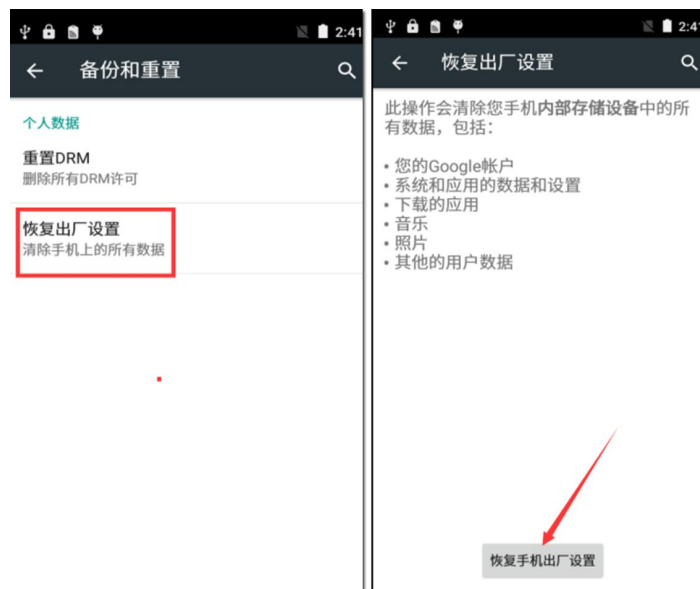 2:41
备份和重置
个人数据
重置DRM
删除所有DRM许可
恢复出厂设置
清除手机上的所有数据
2:41
恢复出厂设置
此操作会清除您手机内部存储设备中的所
有数据，包括：
• 您的Google帐户
• 系统和应用的数据和设置
• 下载的应用
• 音乐
• 照片
• 其他的用户数据
恢复手机出厂设置